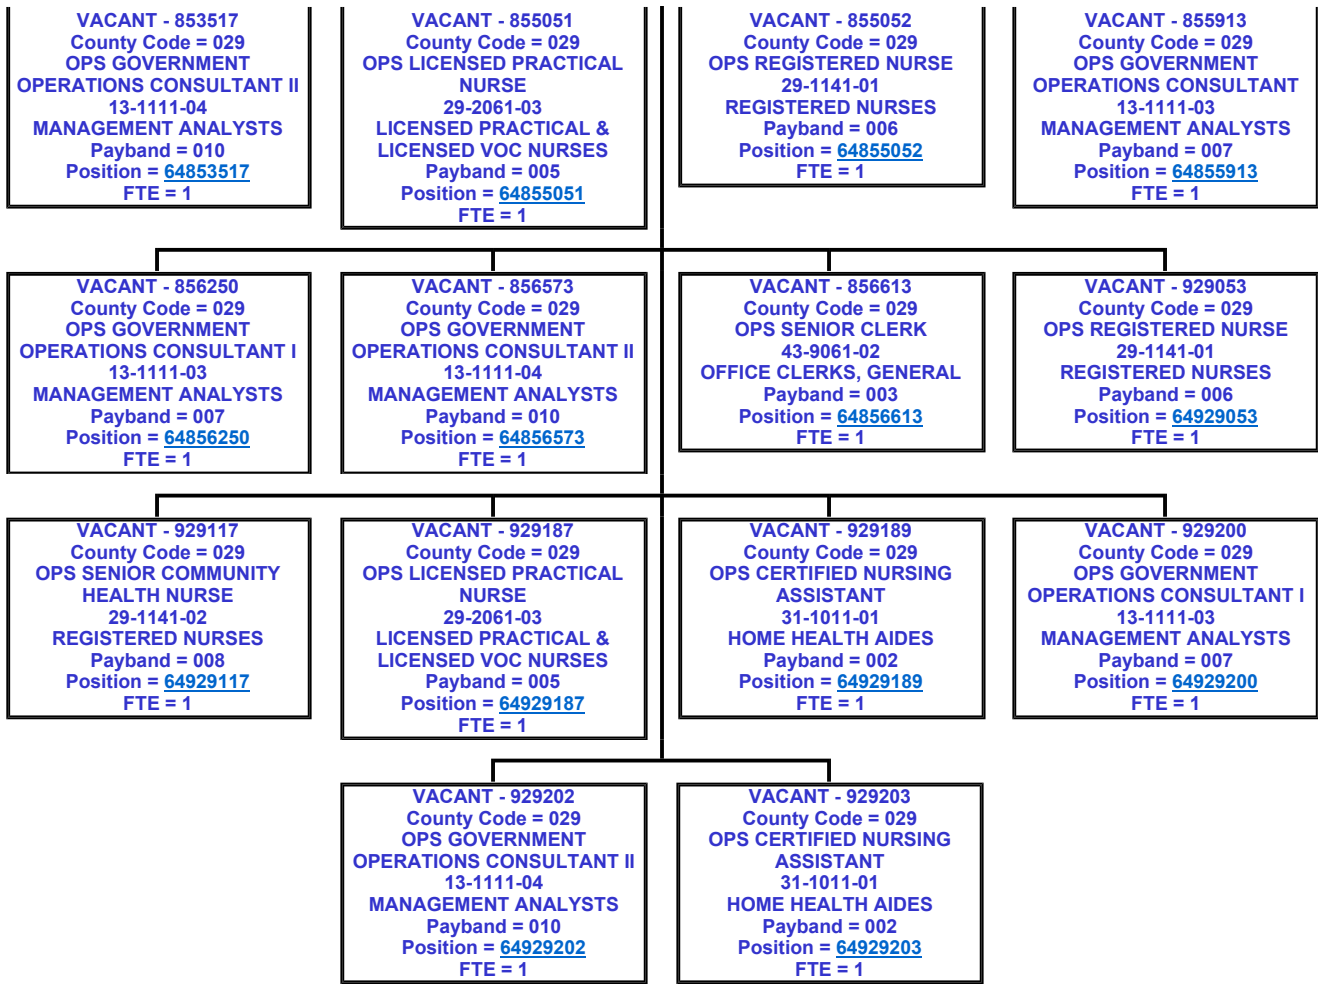 VACANT - 853517
County Code = 029
OPS GOVERNMENT
OPERATIONS CONSULTANT II
13-1111-04
MANAGEMENT ANALYSTS
Payband = 010
Position = 64853517
FTE = 1
VACANT - 855051
County Code = 029
OPS LICENSED PRACTICAL
NURSE
29-2061-03
LICENSED PRACTICAL &
LICENSED VOC NURSES
Payband = 005
Position = 64855051
FTE = 1
VACANT - 855052
County Code = 029
OPS REGISTERED NURSE
29-1141-01
REGISTERED NURSES
Payband = 006
Position = 64855052
FTE = 1
VACANT - 855913
County Code = 029
OPS GOVERNMENT
OPERATIONS CONSULTANT
13-1111-03
MANAGEMENT ANALYSTS
Payband = 007
Position = 64855913
FTE = 1
VACANT - 856250
County Code = 029
OPS GOVERNMENT
OPERATIONS CONSULTANT I
13-1111-03
MANAGEMENT ANALYSTS
Payband = 007
Position = 64856250
FTE = 1
VACANT - 856573
County Code = 029
OPS GOVERNMENT
OPERATIONS CONSULTANT II
13-1111-04
MANAGEMENT ANALYSTS
Payband = 010
Position = 64856573
FTE = 1
VACANT - 856613
County Code = 029
OPS SENIOR CLERK
43-9061-02
OFFICE CLERKS, GENERAL
Payband = 003
Position = 64856613
FTE = 1
VACANT - 929053
County Code = 029
OPS REGISTERED NURSE
29-1141-01
REGISTERED NURSES
Payband = 006
Position = 64929053
FTE = 1
VACANT - 929117
County Code = 029
OPS SENIOR COMMUNITY
HEALTH NURSE
29-1141-02
REGISTERED NURSES
Payband = 008
Position = 64929117
FTE = 1
VACANT - 929187
County Code = 029
OPS LICENSED PRACTICAL
NURSE
29-2061-03
LICENSED PRACTICAL &
LICENSED VOC NURSES
Payband = 005
Position = 64929187
FTE = 1
VACANT - 929189
County Code = 029
OPS CERTIFIED NURSING
ASSISTANT
31-1011-01
HOME HEALTH AIDES
Payband = 002
Position = 64929189
FTE = 1
VACANT - 929200
County Code = 029
OPS GOVERNMENT
OPERATIONS CONSULTANT I
13-1111-03
MANAGEMENT ANALYSTS
Payband = 007
Position = 64929200
FTE = 1
VACANT - 929202
County Code = 029
OPS GOVERNMENT
OPERATIONS CONSULTANT II
13-1111-04
MANAGEMENT ANALYSTS
Payband = 010
Position = 64929202
FTE = 1
VACANT - 929203
County Code = 029
OPS CERTIFIED NURSING
ASSISTANT
31-1011-01
HOME HEALTH AIDES
Payband = 002
Position = 64929203
FTE = 1